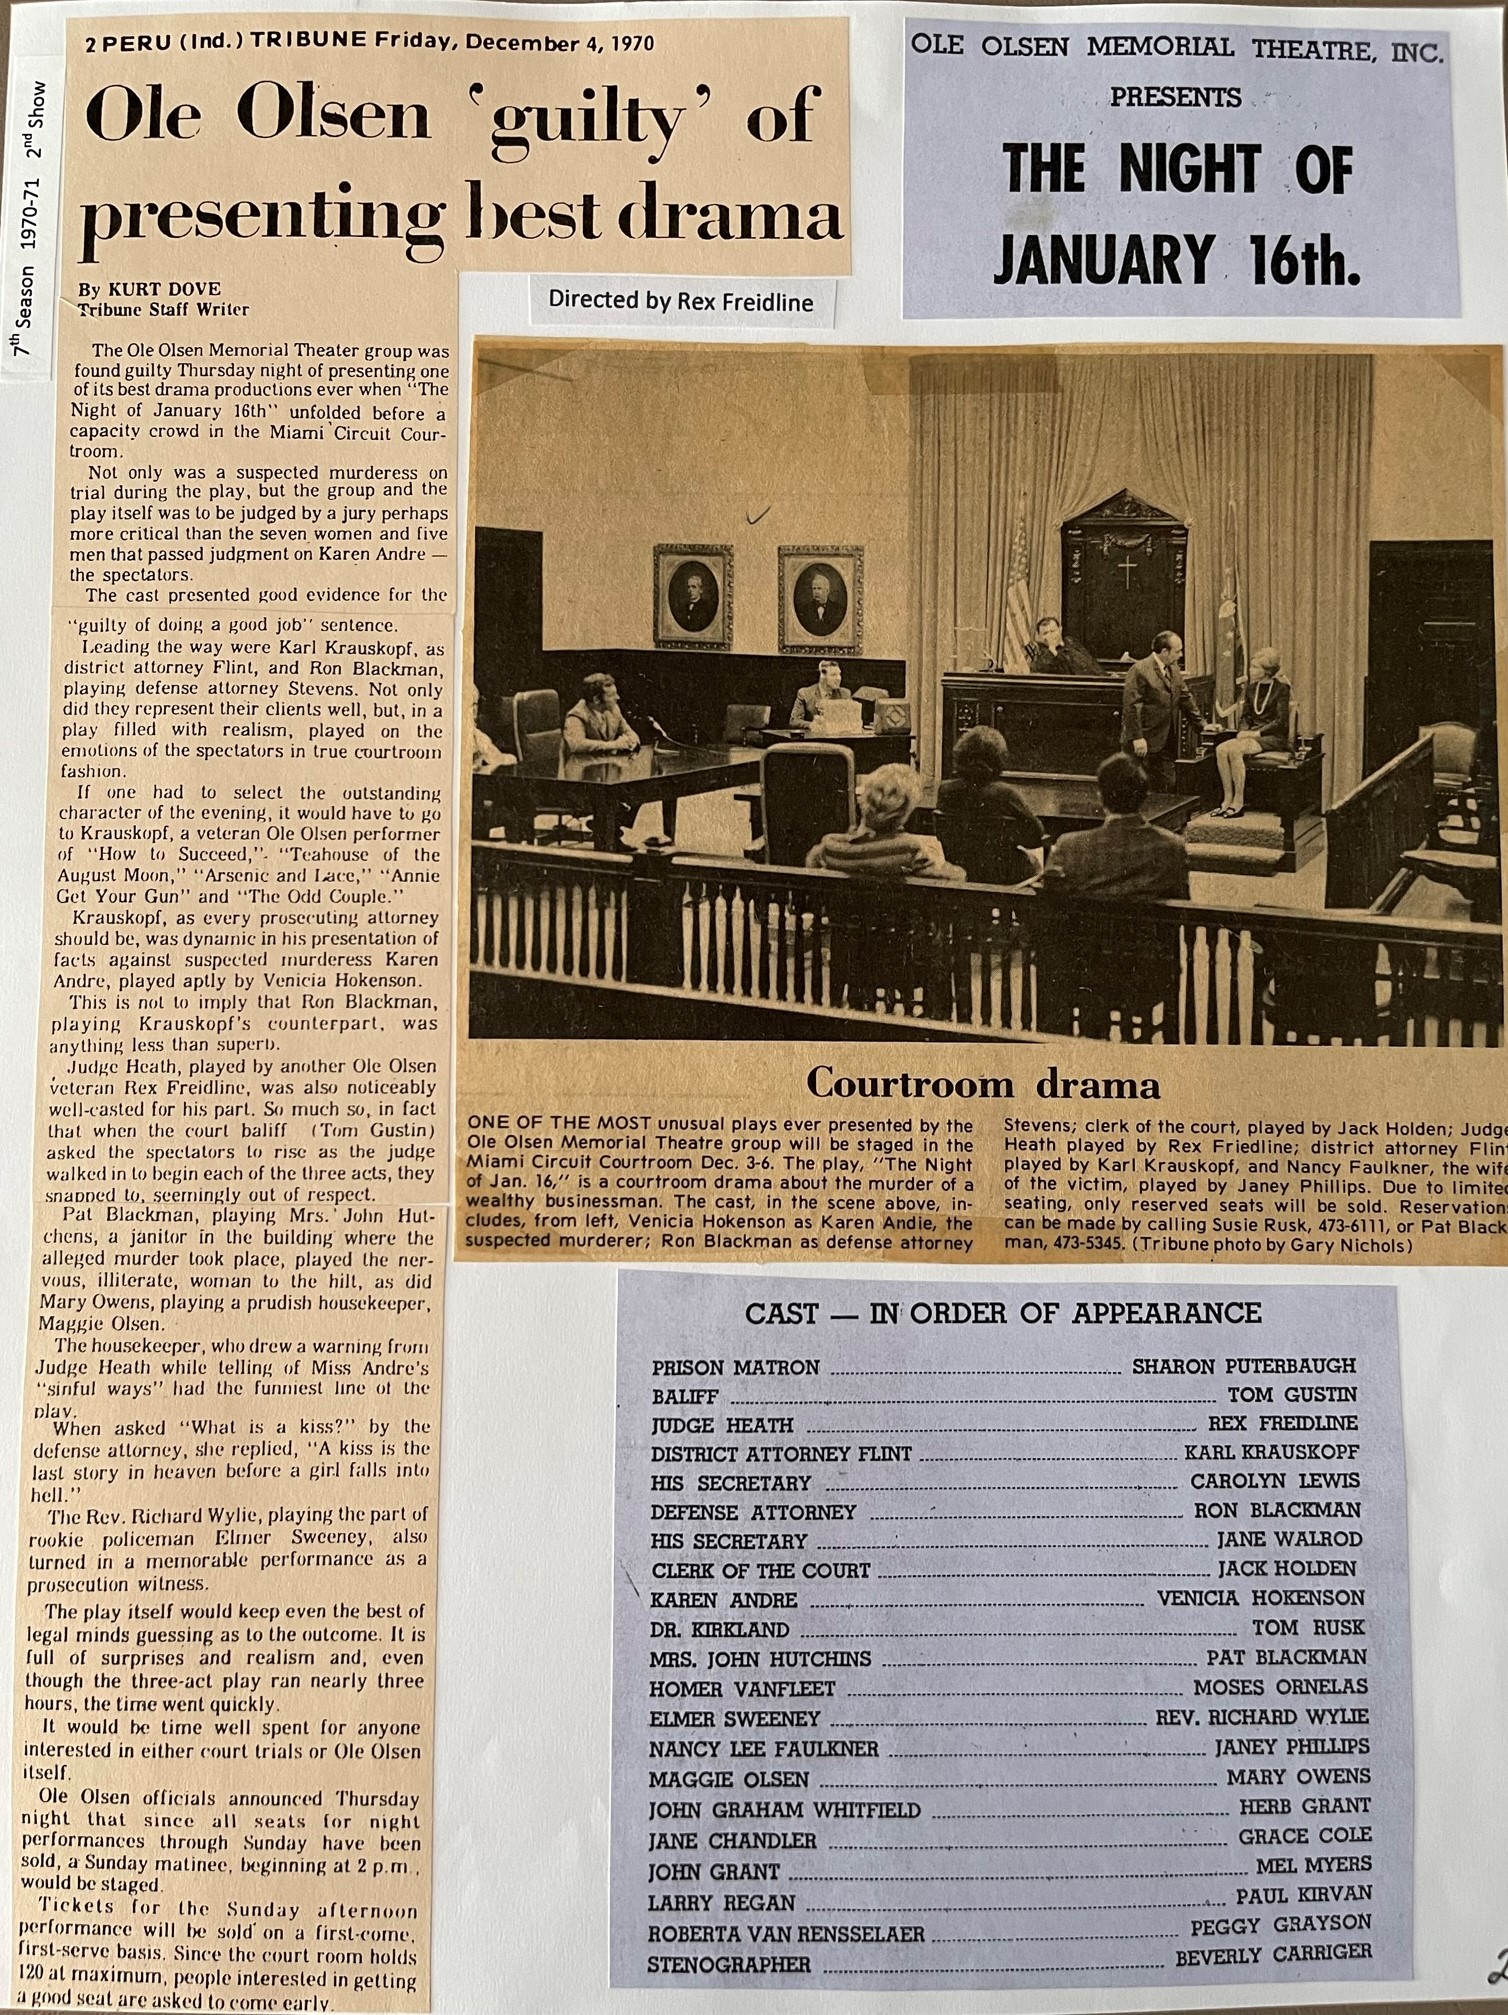 7th Season 1970-71 2nd Show
2 PERU (Ind.) TRIBUNE Friday, December 4, 1970
Ole Olsen 'guilty' of
presenting best drama
By KURT DOVE
Tribune Staff Writer
The Ole Olsen Memorial Theater group was
found guilty Thursday night of presenting one
of its best drama productions ever when "The
Night of January 16th" unfolded before a
capacity crowd in the Miami Circuit Cour-
troom.
Not only was a suspected murderess on
trial during the play, but the group and the
play itself was to be judged by a jury perhaps
more critical than the seven women and five
men that passed judgment on Karen Andre —
the spectators.
The cast presented good evidence for the
"guilty of doing a good job" sentence.
Leading the way were Karl Krauskopf, as
district attorney Flint, and Ron Blackman,
playing defense attorney Stevens. Not only
did they represent their clients well, but, in a
play filled with realism, played on the
emotions of the spectators in true courtroom
fashion.
If one had to select the outstanding
character of the evening, it would have to go
to Krauskopf, a veteran Ole Olsen performer
of "How to Succeed," "Teahouse of the
August Moon," "Arsenic and Lace," "Annie
Get Your Gun" and "The Odd Couple."
Krauskopf, as every prosecuting attorney
should be, was dynamic in his presentation of
facts against suspected murderess Karen
Andre, played aptly by Venicia Hokenson.
This is not to imply that Ron Blackman,
playing Krauskopf's counterpart, was
anything less than superb.
Judge Heath, played by another Ole Olsen
veteran Rex Freidline, was also noticeably
well-casted for his part. So much so, in fact
that when the court baliff (Tom Gustin)
asked the spectators to rise as the judge
walked in to begin each of the three acts, they
snapped to, seemingly out of respect.
Pat Blackman, playing Mrs. John Hut-
chens, a janitor in the building where the
alleged murder took place, played the ner-
vous, illiterate, woman to the hilt, as did
Mary Owens, playing a prudish housekeeper,
Maggie Olsen.
The housekeeper, who drew a warning from
Judge Heath while telling of Miss Andre's
"sinful ways" had the funniest line of the
play.
When asked "What is a kiss?" by the
defense attorney, she replied, "A kiss is the
last story in heaven before a girl falls into
hell."
The Rev. Richard Wylie, playing the part of
rookie policeman Elmer Sweeney, also
turned in a memorable performance as a
prosecution witness.
The play itself would keep even the best of
legal minds guessing as to the outcome. It is
full of surprises and realism and, even
though the three-act play ran nearly three
hours, the time went quickly.
It would be time well spent for anyone
interested in either court trials or Ole Olsen
itself.
Ole Olsen officials announced Thursday
night that since all seats for night
performances through Sunday have been
sold, a Sunday matinee, beginning at 2 p.m.,
would be staged.
Tickets for the Sunday afternoon
performance will be sold on a first-come,
first-serve basis. Since the court room holds
120 at maximum, people interested in getting
a good seat are asked to come early.
OLE OLSEN MEMORIAL THEATRE, INC.
PRESENTS
THE NIGHT OF
JANUARY 16th.
Directed by Rex Freidline
Courtroom drama
ONE OF THE MOST unusual plays ever presented by the
Ole Olsen Memorial Theatre group will be staged in the
Miami Circuit Courtroom Dec. 3-6. The play, "The Night
of Jan. 16," is a courtroom drama about the murder of a
wealthy businessman. The cast, in the scene above, in-
cludes, from left, Venicia Hokenson as Karen Andie, the
suspected murderer; Ron Blackman as defense attorney
Stevens; clerk of the court, played by Jack Holden; Judge
Heath played by Rex Friedline; district attorney Flint
played by Karl Krauskopf, and Nancy Faulkner, the wife
of the victim, played by Janey Phillips. Due to limited
seating, only reserved seats will be sold. Reservation
can be made by calling Susie Rusk, 473-6111, or Pat Black
man, 473-5345. (Tribune photo by Gary Nichols)
CAST — IN ORDER OF APPEARANCE
PRISON MATRON SHARON PUTERBAUGH
BALIFF TOM GUSTIN
JUDGE HEATH REX FREIDLINE
DISTRICT ATTORNEY FLINT KARL KRAUSKOPF
HIS SECRETARY CAROLYN LEWIS
DEFENSE ATTORNEY RON BLACKMAN
HIS SECRETARY JANE WALROD
CLERK OF THE COURT JACK HOLDEN
KAREN ANDRE VENICIA HOKENSON
DR. KIRKLAND TOM RUSK
MRS. JOHN HUTCHINS PAT BLACKMAN
HOMER VANFLEET MOSES ORNELAS
ELMER SWEENEY REV. RICHARD WYLIE
NANCY LEE FAULKNER JANEY PHILLIPS
MAGGIE OLSEN MARY OWENS
JOHN GRAHAM WHITFIELD HERB GRANT
JANE CHANDLER GRACE COLE
JOHN GRANT MEL MYERS
LARRY REGAN PAUL KIRVAN
ROBERTA VAN RENSSELAER PEGGY GRAYSON
STENOGRAPHER BEVERLY CARRIGER